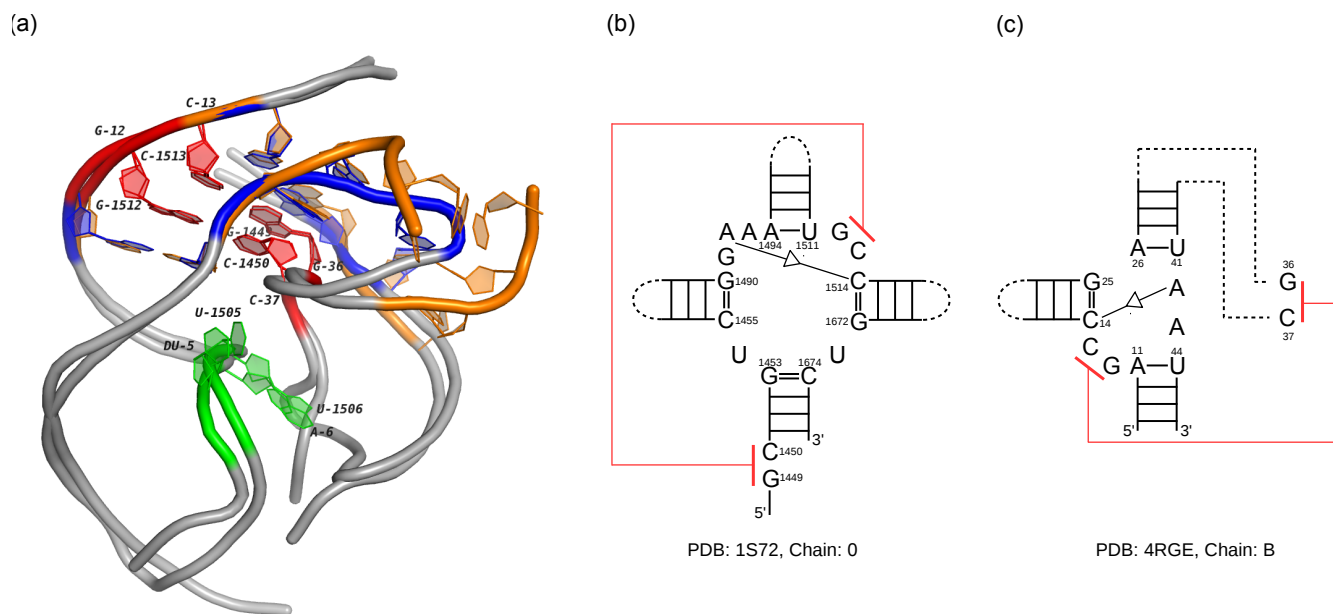 (a)
C-13
G-12
C-1513
G-1512
G-1449
C-1450
G-36
C-37
U-1505
DU-5
U-1506
A-6
(b)
A A A U G
1494 1511
G C
G C
1490 1514
C G
1455 1672
U U
1453 1674
G C
3'
C 1450
G 1449
5'
PDB: 1S72, Chain: 0
(c)
A U
26 41
G 25 A
C 14 A
C
G A U
11 44
5' 3'
36
G
C
37
PDB: 4RGE, Chain: B